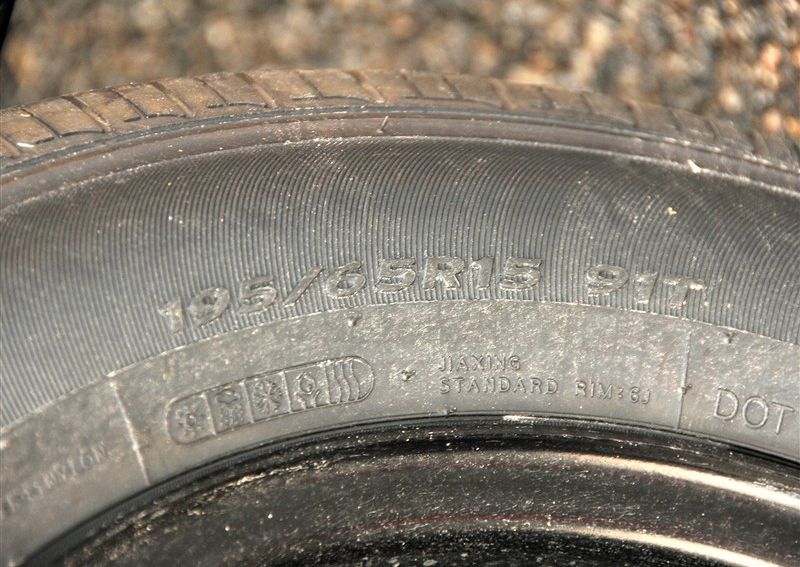 195/65R15 91T
JIAXING
STANDARD RIM:6J
DOT